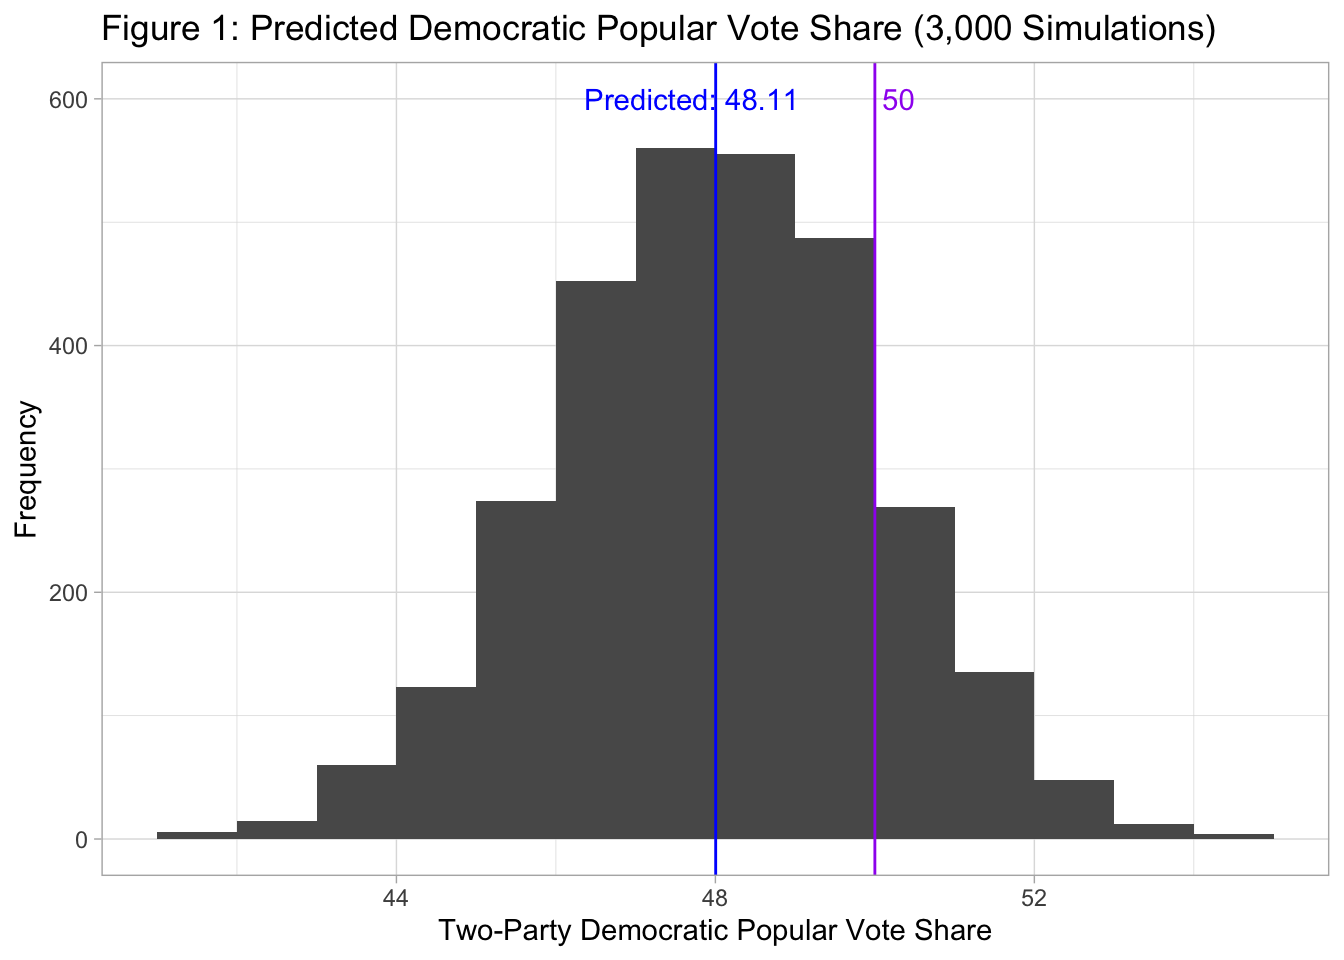 Figure 1: Predicted Democratic Popular Vote Share (3,000 Simulations)
Predicted: 48.11
50
600
400
200
0
Frequency
44
48
52
Two-Party Democratic Popular Vote Share